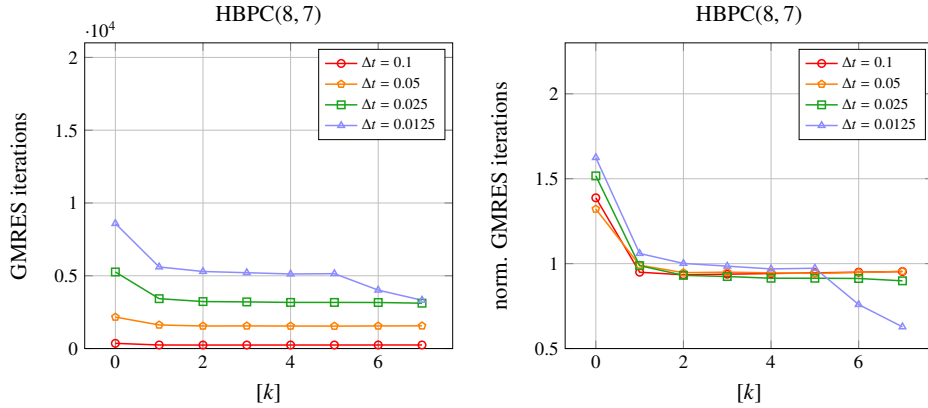 HBPC(8, 7)
·10⁴
GMRES iterations
2
1.5
1
0.5
0
0 2 4 6
[k]
Δt = 0.1
Δt = 0.05
Δt = 0.025
Δt = 0.0125
HBPC(8, 7)
norm. GMRES iterations
2
1.5
1
0.5
0 2 4 6
[k]
Δt = 0.1
Δt = 0.05
Δt = 0.025
Δt = 0.0125